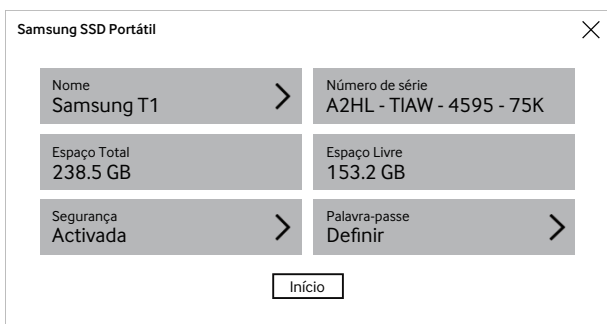 Samsung SSD Portátil
Nome
Samsung T1
Número de série
A2HL - TIAW - 4595 - 75K
Espaço Total
238.5 GB
Espaço Livre
153.2 GB
Segurança
Activada
Palavra-passe
Definir
Início